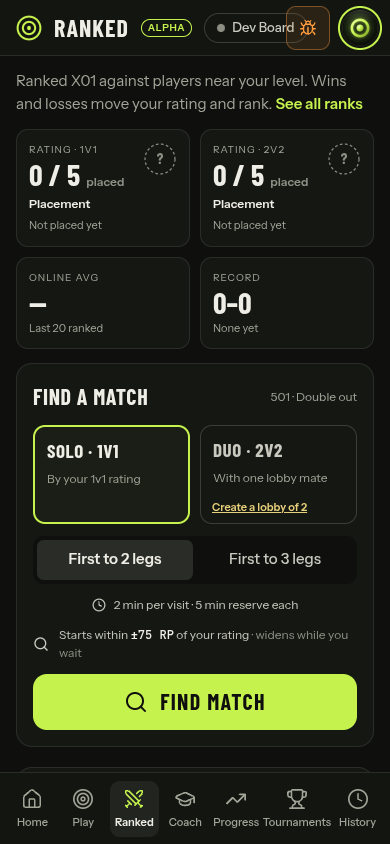 RANKED ALPHA Dev Board
Ranked X01 against players near your level. Wins
and losses move your rating and rank. See all ranks
RATING · 1V1
0 / 5 placed
?
Placement
Not placed yet
RATING · 2V2
0 / 5 placed
?
Placement
Not placed yet
ONLINE AVG
–
Last 20 ranked
RECORD
0–0
None yet
FIND A MATCH
501 · Double out
SOLO · 1V1
By your 1v1 rating
DUO · 2V2
With one lobby mate
Create a lobby of 2
First to 2 legs
First to 3 legs
2 min per visit · 5 min reserve each
Starts within ±75 RP of your rating · widens while you
wait
FIND MATCH
Home
Play
Ranked
Coach
Progress
Tournaments
History